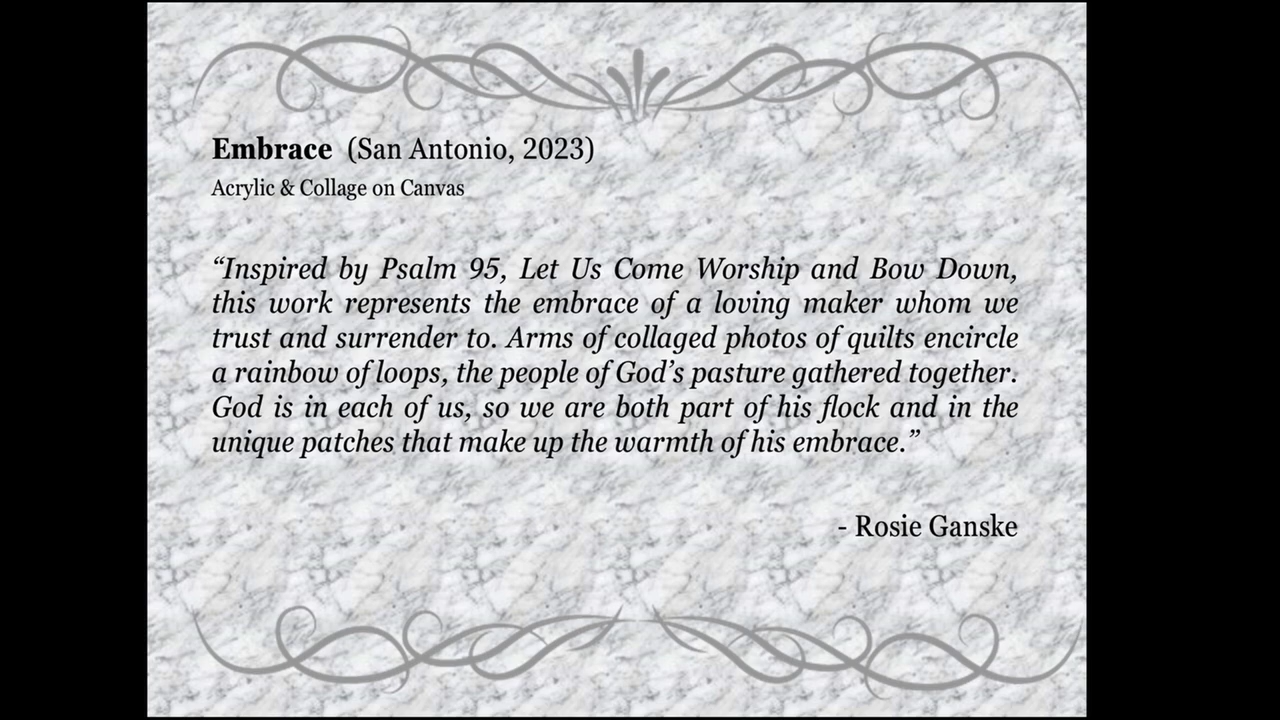 Embrace (San Antonio, 2023)
Acrylic & Collage on Canvas
“Inspired by Psalm 95, Let Us Come Worship and Bow Down,
this work represents the embrace of a loving maker whom we
trust and surrender to. Arms of collaged photos of quilts encircle
a rainbow of loops, the people of God’s pasture gathered together.
God is in each of us, so we are both part of his flock and in the
unique patches that make up the warmth of his embrace.”
- Rosie Ganske